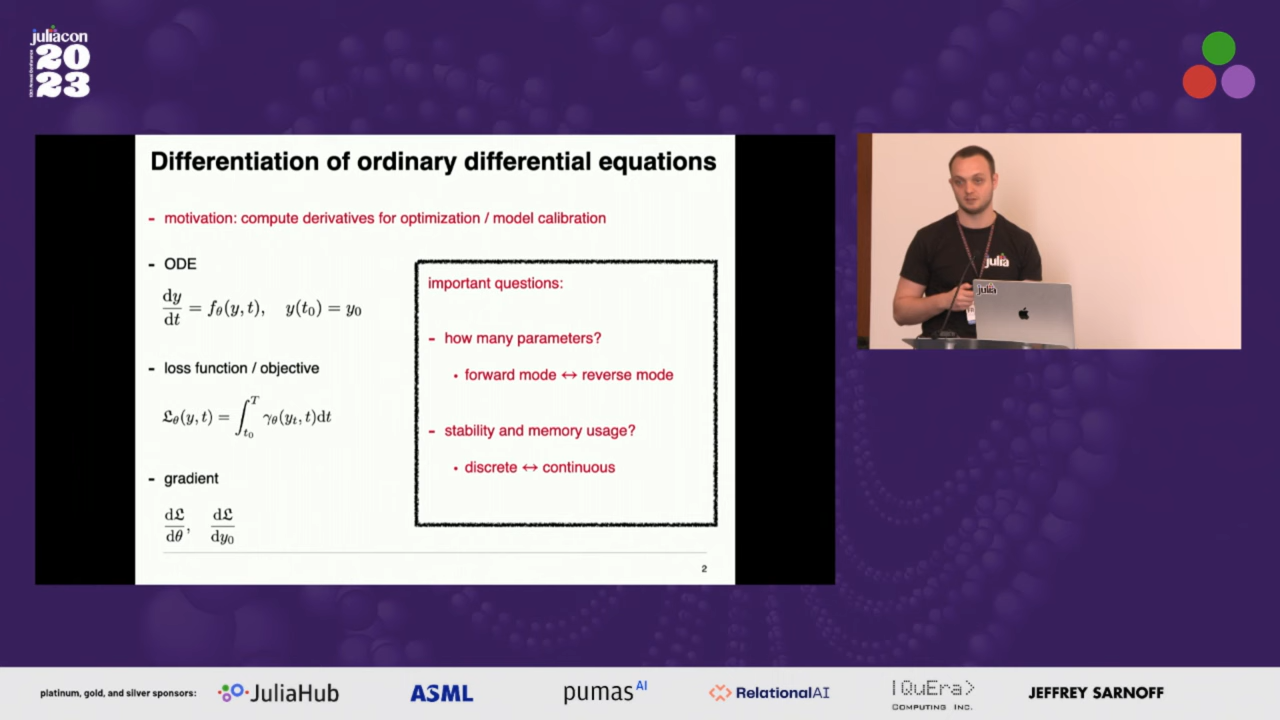 juliacon
20
23
Differentiation of ordinary differential equations
- motivation: compute derivatives for optimization / model calibration
- ODE
dy/dt = f_θ(y, t), y(t_0) = y_0
- loss function / objective
𝔏_θ(y, t) = ∫_{t_0}^{T} γ_θ(y_t, t)dt
- gradient
d𝔏/dθ, d𝔏/dy_0
important questions:
- how many parameters?
• forward mode ↔ reverse mode
- stability and memory usage?
• discrete ↔ continuous
2
julia
julia
platinum, gold, and silver sponsors:
JuliaHub
ASML
pumas AI
RelationalAI
|QuEra>
COMPUTING INC.
JEFFREY SARNOFF